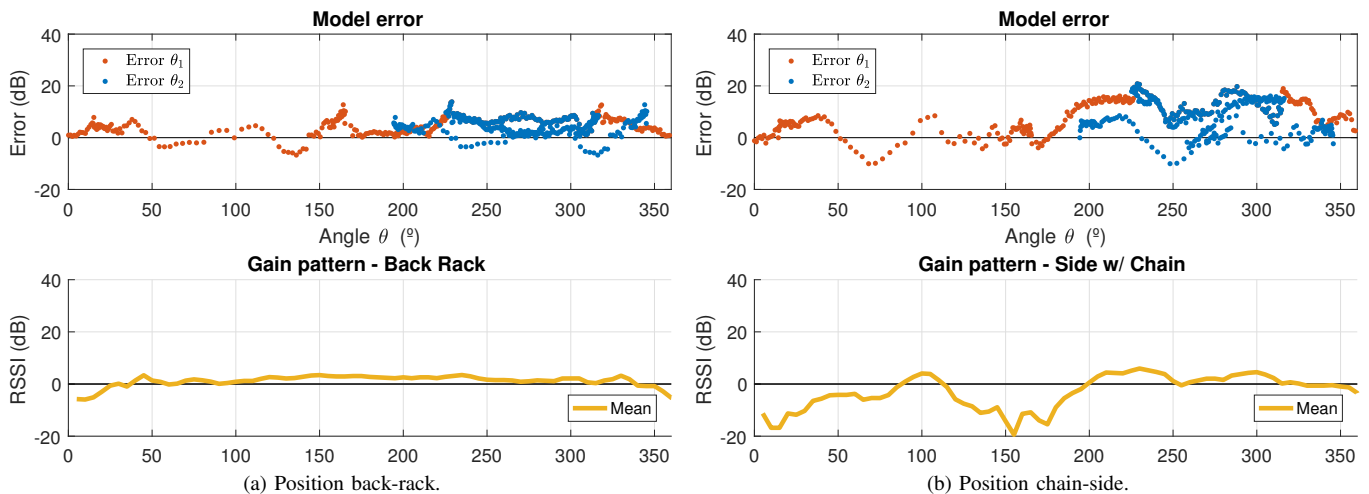 Model error
Error θ1
Error θ2
Error (dB)
40
20
0
-20
0 50 100 150 200 250 300 350
Angle θ (º)
Gain pattern - Back Rack
RSSI (dB)
40
20
0
-20
Mean
0 50 100 150 200 250 300 350
(a) Position back-rack.
Model error
Error θ1
Error θ2
Error (dB)
40
20
0
-20
0 50 100 150 200 250 300 350
Angle θ (º)
Gain pattern - Side w/ Chain
RSSI (dB)
40
20
0
-20
Mean
0 50 100 150 200 250 300 350
(b) Position chain-side.